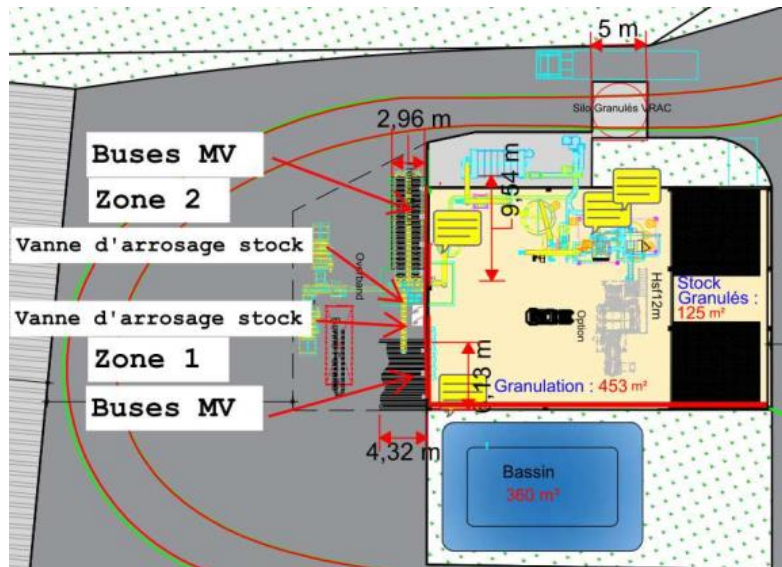 5 m
Silo Granulés VRAC
2,96 m
Buses MV
Zone 2
9,54 m
Vanne d'arrosage stock
Overband
Hsf12m
Stock
Granulés :
125 m²
Vanne d'arrosage stock
Option
Zone 1
Granulation : 453 m²
Buses MV
4,32 m
Bassin
360 m³